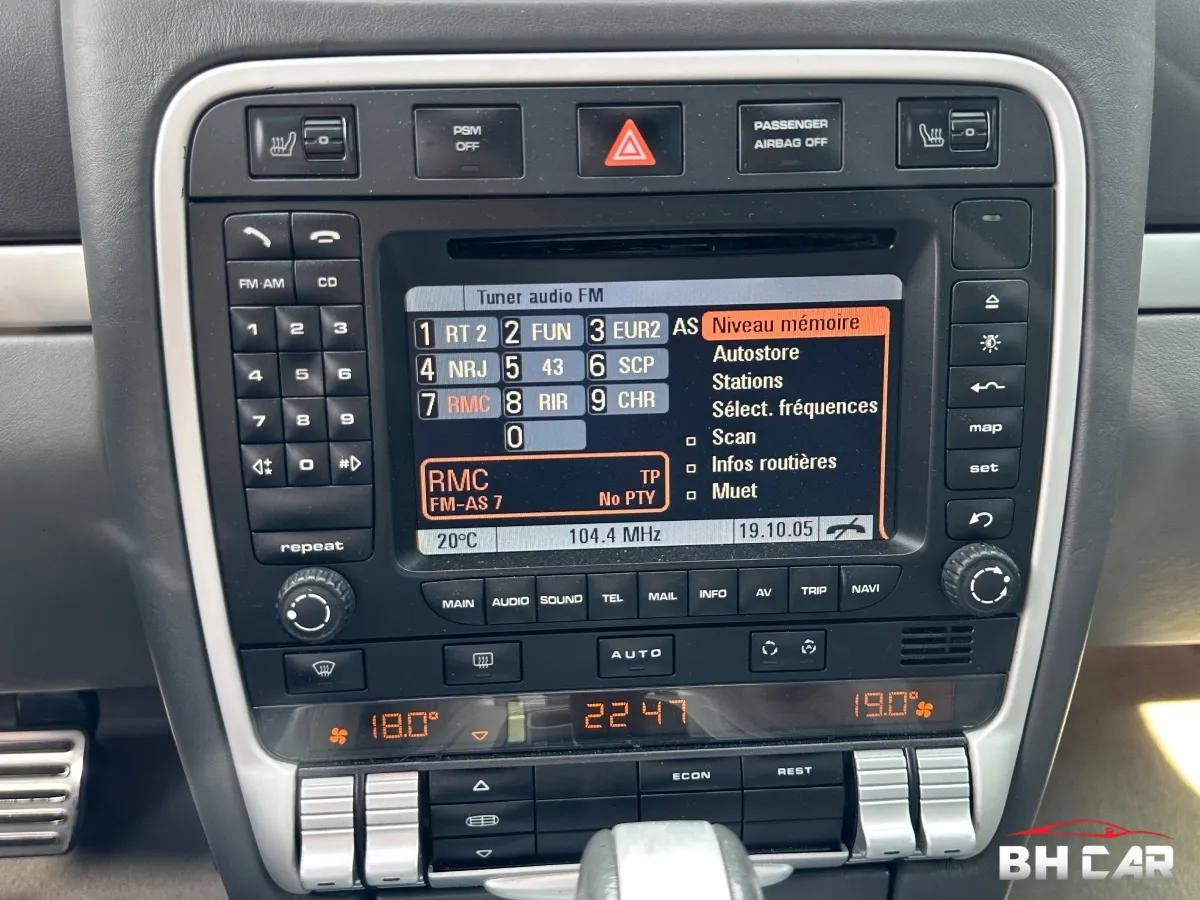 PSM
OFF
PASSENGER
AIRBAG OFF
FM·AM CD
1 2 3
4 5 6
7 8 9
* 0 #
repeat
Tuner audio FM
1 RT 2 2 FUN 3 EUR2 AS Niveau mémoire
Autostore
4 NRJ 5 43 6 SCP
Stations
7 RMC 8 RIR 9 CHR
Sélect. fréquences
0
Scan
Infos routières
Muet
RMC TP
FM-AS 7 No PTY
20°C 104.4 MHz 19.10.05
map
set
MAIN AUDIO SOUND TEL MAIL INFO AV TRIP NAVI
AUTO
A
18.0° 22 47 19.0°
ECON REST
BH CAR